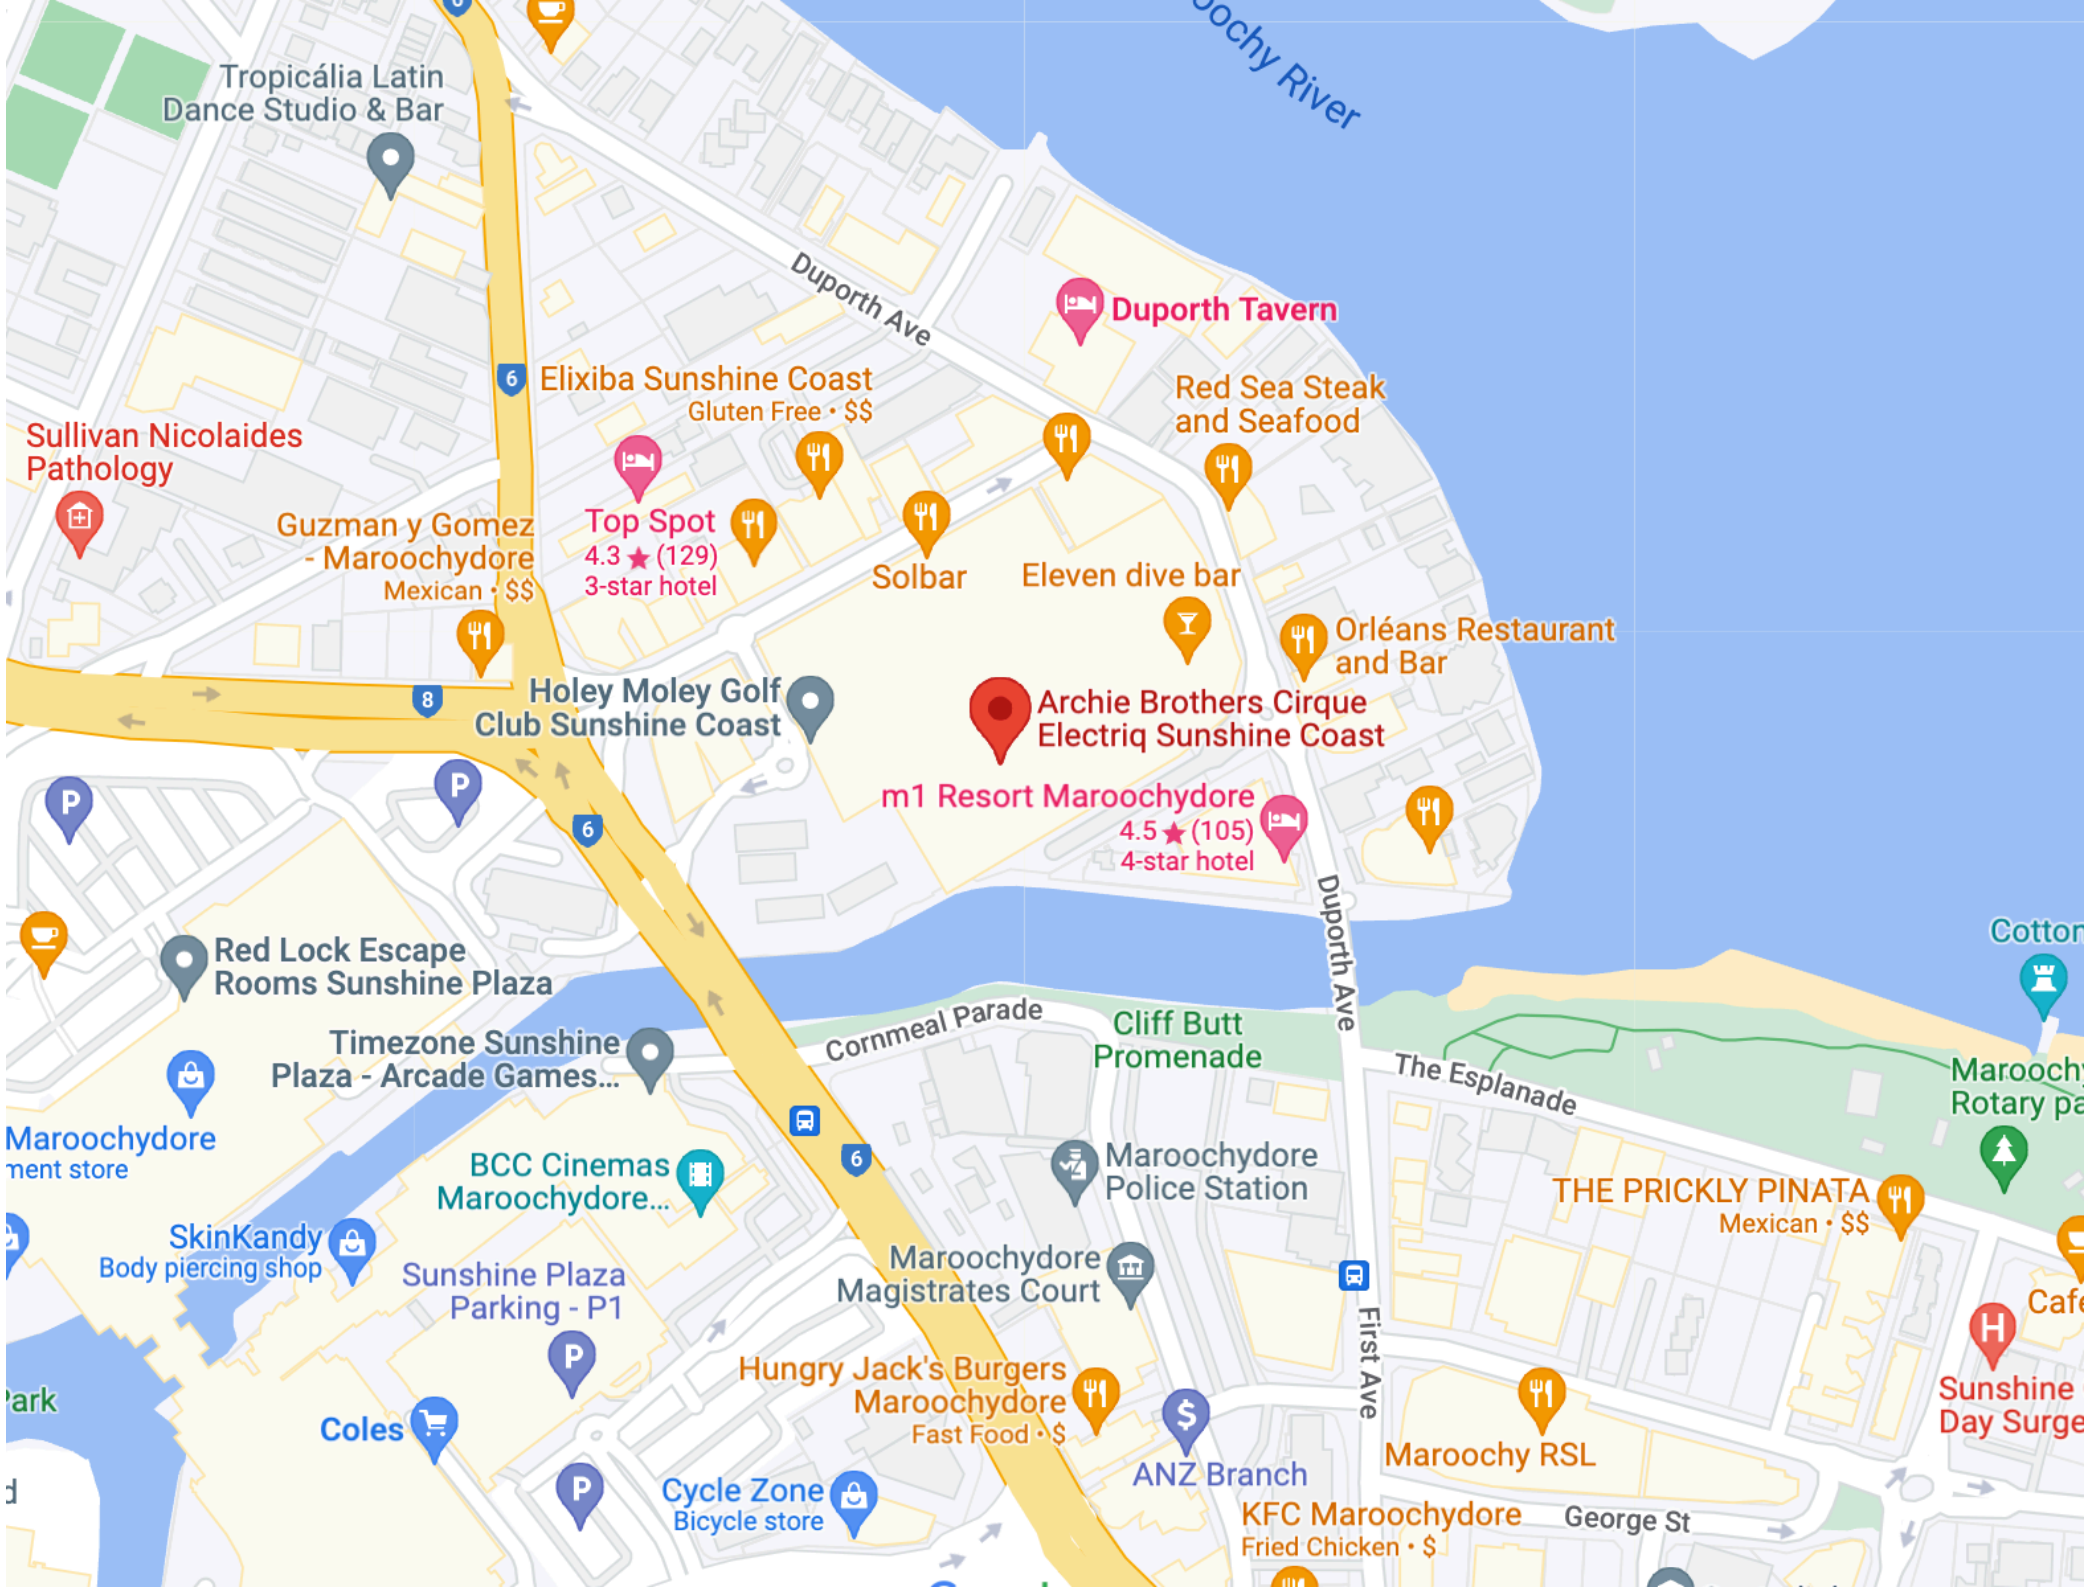 6
oochy River
Tropicália Latin
Dance Studio & Bar
Duporth Ave
Duporth Tavern
6
Elixiba Sunshine Coast
Gluten Free • $$
Red Sea Steak
and Seafood
Sullivan Nicolaides
Pathology
Guzman y Gomez
- Maroochydore
Mexican • $$
Top Spot
4.3 ★ (129)
3-star hotel
Solbar
Eleven dive bar
Orléans Restaurant
and Bar
8
Holey Moley Golf
Club Sunshine Coast
Archie Brothers Cirque
Electriq Sunshine Coast
P
P
6
m1 Resort Maroochydore
4.5 ★ (105)
4-star hotel
Duporth Ave
Red Lock Escape
Rooms Sunshine Plaza
Cotton
Timezone Sunshine
Plaza - Arcade Games...
Cornmeal Parade
Cliff Butt
Promenade
The Esplanade
Maroochy
Rotary pa
Maroochydore
ment store
BCC Cinemas
Maroochydore...
6
Maroochydore
Police Station
THE PRICKLY PINATA
Mexican • $$
SkinKandy
Body piercing shop
Sunshine Plaza
Parking - P1
P
Maroochydore
Magistrates Court
First Ave
Cafe
H
Sunshine
Day Surge
Park
Coles
Hungry Jack's Burgers
Maroochydore
Fast Food • $
$
ANZ Branch
Maroochy RSL
d
P
Cycle Zone
Bicycle store
KFC Maroochydore
Fried Chicken • $
George St